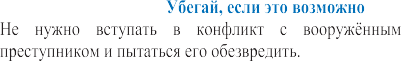 Убегай, если это возможно
Не нужно вступать в конфликт с вооружённым
преступником и пытаться его обезвредить.